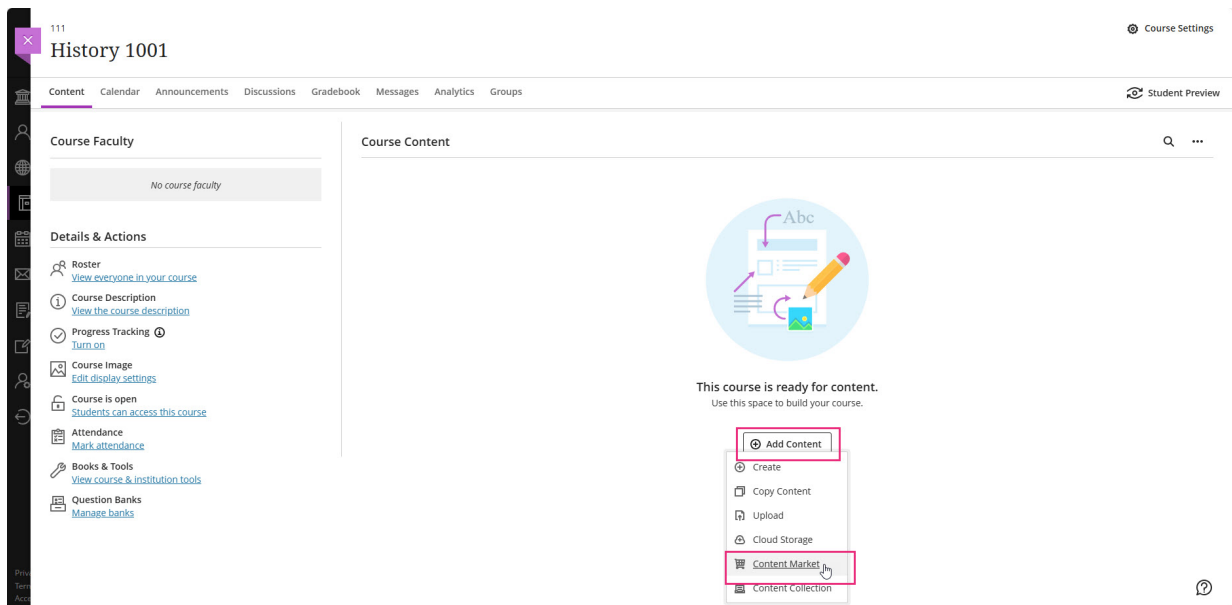 111
History 1001
Course Settings
Content Calendar Announcements Discussions Gradebook Messages Analytics Groups
Student Preview
Course Faculty
No course faculty
Details & Actions
Roster
View everyone in your course
Course Description
View the course description
Progress Tracking
Turn on
Course Image
Edit display settings
Course is open
Students can access this course
Attendance
Mark attendance
Books & Tools
View course & institution tools
Question Banks
Manage banks
Course Content
Abc
This course is ready for content.
Use this space to build your course.
Add Content
Create
Copy Content
Upload
Cloud Storage
Content Market
Content Collection